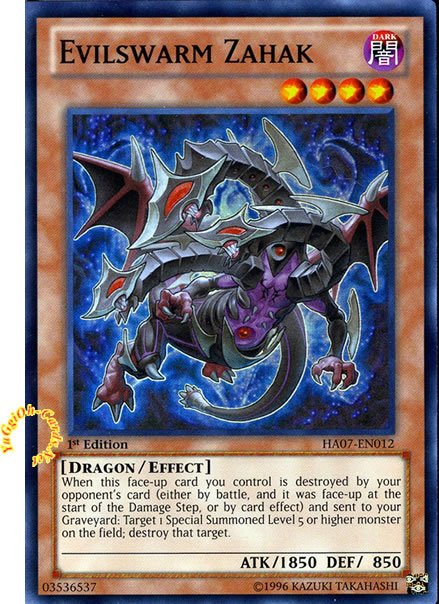 EVILSWARM ZAHAK
DARK
闇
YuGgiOh-Cards.Net
1st Edition
HA07-EN012
[DRAGON/EFFECT]
When this face-up card you control is destroyed by your
opponent's card (either by battle, and it was face-up at
the start of the Damage Step, or by card effect) and sent to your
Graveyard: Target 1 Special Summoned Level 5 or higher monster
on the field; destroy that target.
ATK/1850 DEF/ 850
03536537
©1996 KAZUKI TAKAHASHI